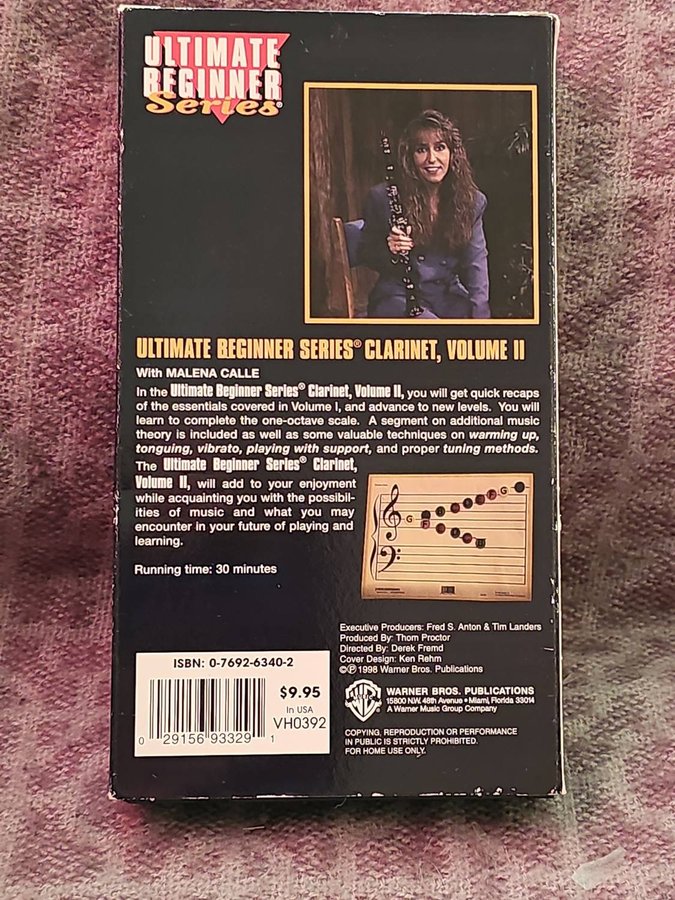 ULTIMATE
BEGINNER
Series®
ULTIMATE BEGINNER SERIES® CLARINET, VOLUME II
With MALENA CALLE
In the Ultimate Beginner Series® Clarinet, Volume II, you will get quick recaps
of the essentials covered in Volume I, and advance to new levels. You will
learn to complete the one-octave scale. A segment on additional music
theory is included as well as some valuable techniques on warming up,
tonguing, vibrato, playing with support, and proper tuning methods.
The Ultimate Beginner Series® Clarinet,
Volume II, will add to your enjoyment
while acquainting you with the possibil-
ities of music and what you may
encounter in your future of playing and
learning.
Running time: 30 minutes
Executive Producers: Fred S. Anton & Tim Landers
Produced By: Thom Proctor
Directed By: Derek Fremd
Cover Design: Ken Rehm
©℗ 1998 Warner Bros. Publications
ISBN: 0-7692-6340-2
$9.95
In USA
VH0392
0 29156 93329 1
WB
WARNER BROS. PUBLICATIONS
15800 N.W. 48th Avenue • Miami, Florida 33014
A Warner Music Group Company
COPYING, REPRODUCTION OR PERFORMANCE
IN PUBLIC IS STRICTLY PROHIBITED.
FOR HOME USE ONLY.